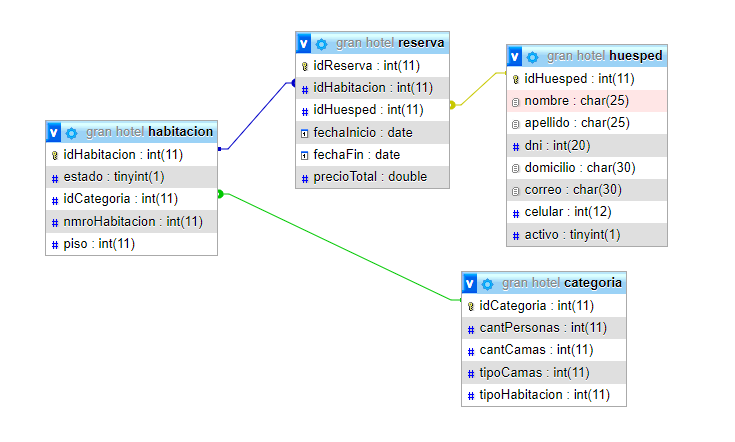 v gran hotel reserva
idReserva : int(11)
# idHabitacion : int(11)
# idHuesped : int(11)
fechaInicio : date
fechaFin : date
# precioTotal : double
v gran hotel huesped
idHuesped : int(11)
nombre : char(25)
apellido : char(25)
# dni : int(20)
domicilio : char(30)
correo : char(30)
# celular : int(12)
# activo : tinyint(1)
v gran hotel habitacion
idHabitacion : int(11)
# estado : tinyint(1)
# idCategoria : int(11)
# nmroHabitacion : int(11)
# piso : int(11)
v gran hotel categoria
idCategoria : int(11)
# cantPersonas : int(11)
# cantCamas : int(11)
# tipoCamas : int(11)
# tipoHabitacion : int(11)